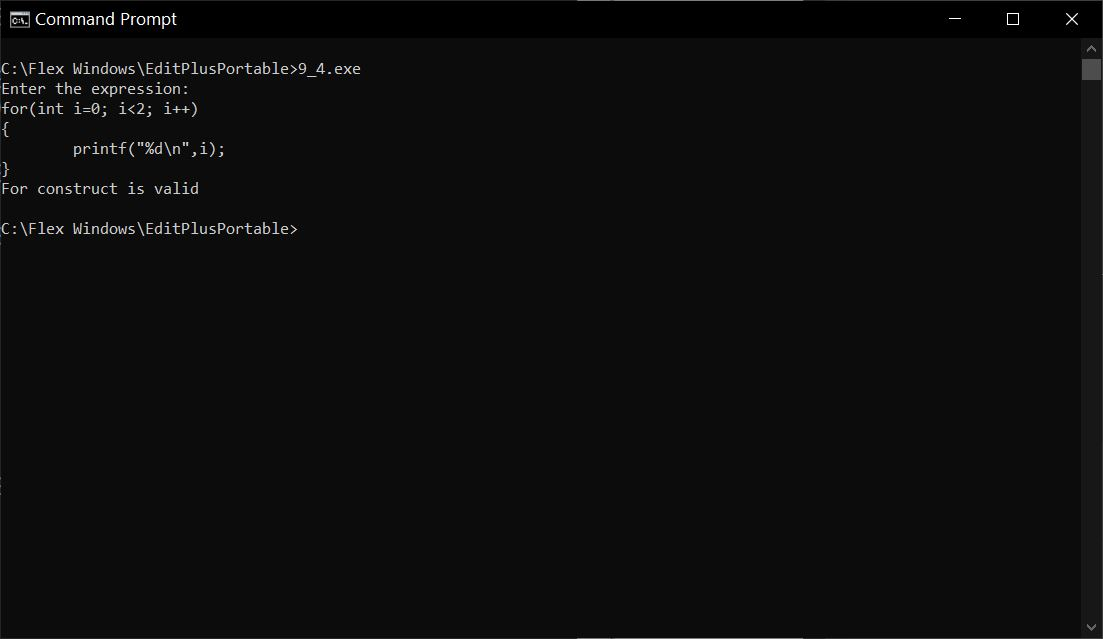 Command Prompt
C:\Flex Windows\EditPlusPortable>9_4.exe
Enter the expression:
for(int i=0; i<2; i++)
{
        printf("%d\n",i);
}
For construct is valid
C:\Flex Windows\EditPlusPortable>